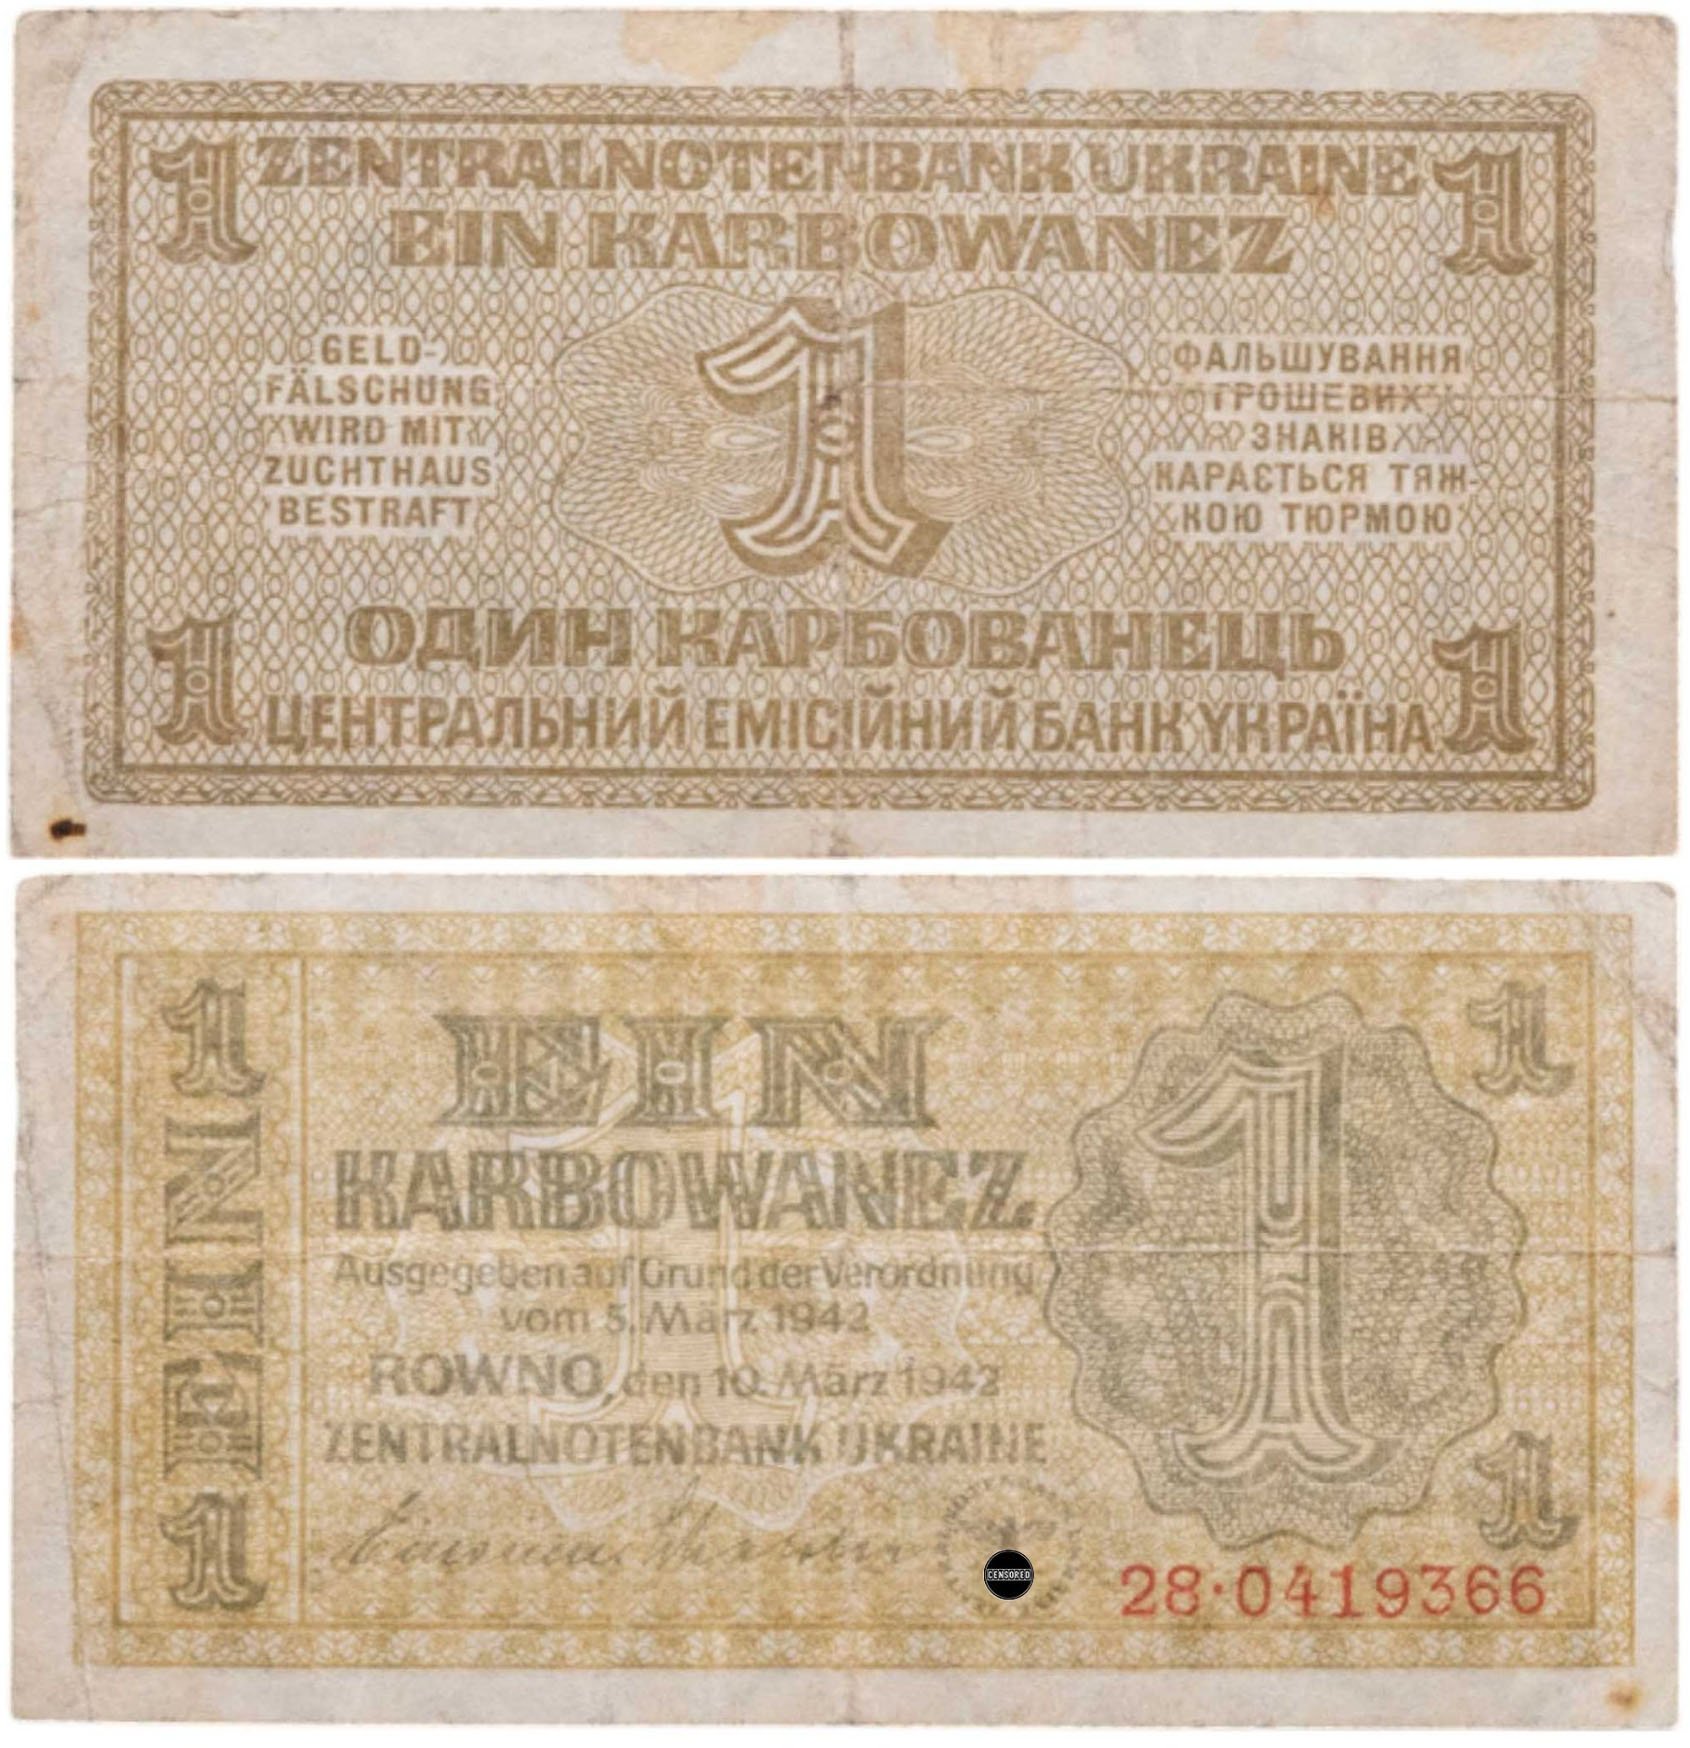 1 ZENTRALNOTENBANK UKRAINE 1
EIN KARBOWANEZ
GELD-
FÄLSCHUNG
WIRD MIT
ZUCHTHAUS
BESTRAFT
1
ФАЛЬШУВАННЯ
ГРОШЕВИХ
ЗНАКІВ
КАРАЄТЬСЯ ТЯЖ-
КОЮ ТЮРМОЮ
1 ОДИН КАРБОВАНЕЦЬ 1
ЦЕНТРАЛЬНИЙ ЕМІСІЙНИЙ БАНК УКРАЇНА
1
EIN
1
EIN
KARBOWANEZ
Ausgegeben auf Grund der Verordnung
vom 5. März 1942
ROWNO, den 10. März 1942
ZENTRALNOTENBANK UKRAINE
CENSORED
1
1
1
28·0419366